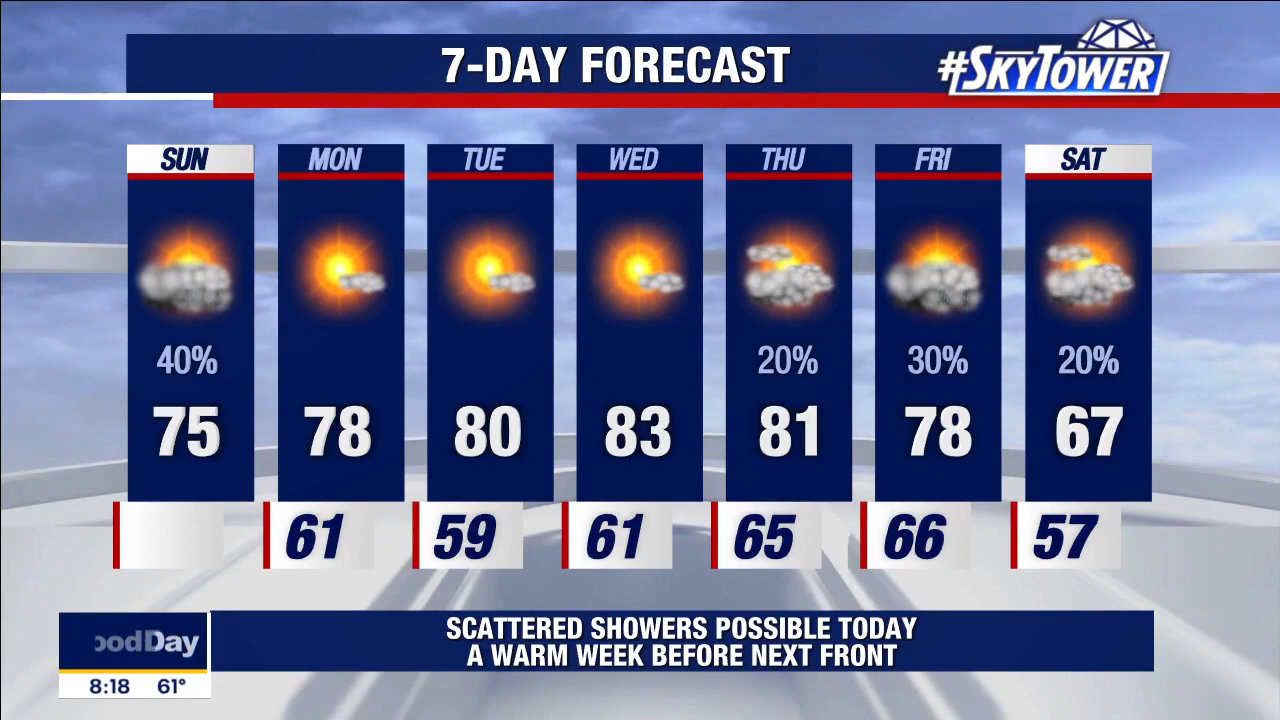 7-DAY FORECAST
#SKYTOWER
SUN MON TUE WED THU FRI SAT
40% 20% 30% 20%
75 78 80 83 81 78 67
61 59 61 65 66 57
SCATTERED SHOWERS POSSIBLE TODAY
A WARM WEEK BEFORE NEXT FRONT
oodDay
8:18 61°